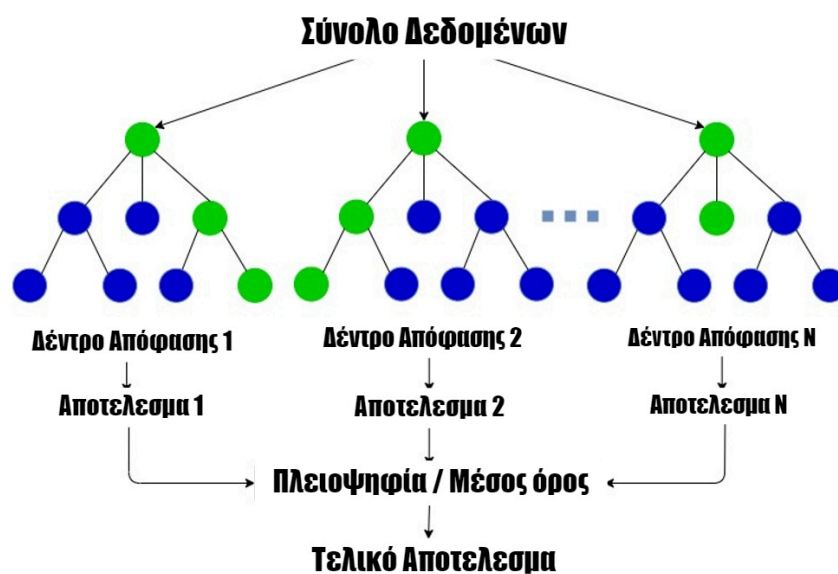 Σύνολο Δεδομένων
Δέντρο Απόφασης 1
Δέντρο Απόφασης 2
Δέντρο Απόφασης Ν
Αποτελεσμα 1
Αποτελεσμα 2
Αποτελεσμα Ν
Πλειοψηφία / Μέσος όρος
Τελικό Αποτελεσμα